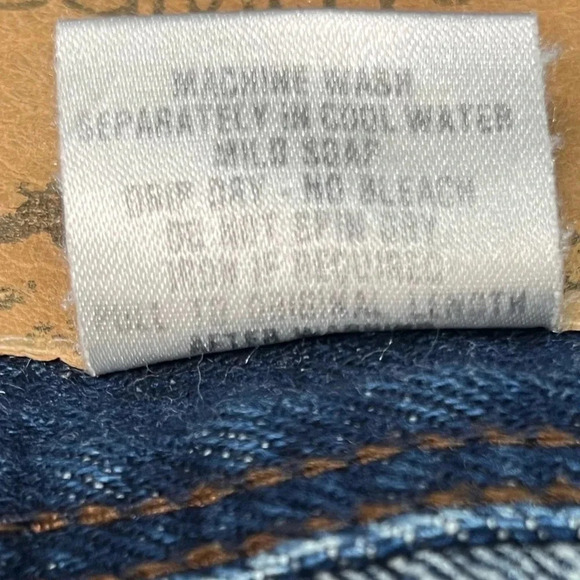 MACHINE WASH
SEPARATELY IN COOL WATER
MILD SOAP
DRIP DRY - NO BLEACH
DO NOT SPIN DRY
IRON IF REQUIRED
PULL TO ORIGINAL LENGTH
AFTER